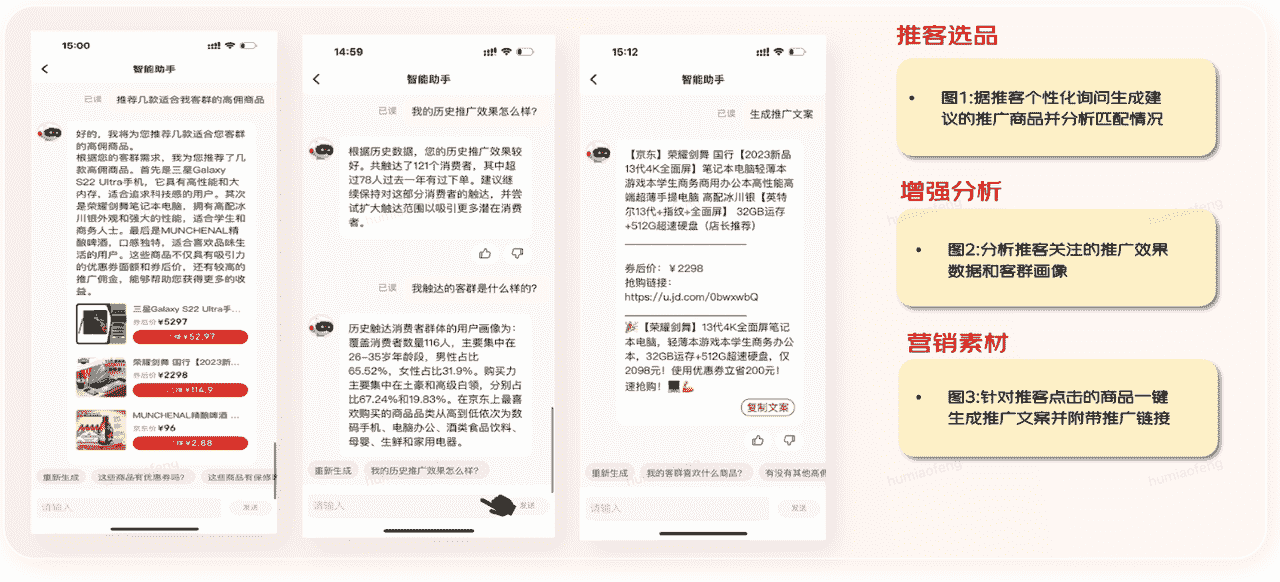 15:00
智能助手
已读 推荐几款适合我客群的高佣商品
好的，我将为您推荐几款适合您客群
的高佣商品。
根据您的客群需求，我为您推荐了几
款高佣商品。首先是三星Galaxy
S22 Ultra手机，它具有高性能和大
内存，适合追求科技感的用户。其次
是荣耀剑舞笔记本电脑，拥有高配冰
川银外观和强大的性能，适合学生和
商务人士。最后是MUNCHENAL精
酿啤酒，口感独特，适合喜欢品味生
活的用户。这些商品不仅具有吸引力
的优惠券面额和券后价，还有较高的
推广佣金，能够帮助您获得更多的收
益。
三星Galaxy S22 Ultra手...
券后价 ¥5297
¥52.97
荣耀剑舞 国行【2023新...
券后价 ¥2298
¥114.9
MUNCHENAL精酿啤酒 ...
京东价 ¥96
¥2.88
重新生成 这些商品有优惠券吗? 这些商品有保修
请输入 发送
14:59
智能助手
已读 我的历史推广效果怎么样?
根据历史数据，您的历史推广效果较
好。共触达了121个消费者，其中超
过78人过去一年有过下单。建议继
续保持对这部分消费者的触达，并尝
试扩大触达范围以吸引更多潜在消费
者。
已读 我触达的客群是什么样的?
历史触达消费者群体的用户画像为：
覆盖消费者数量116人，主要集中在
26-35岁年龄段，男性占比
65.52%，女性占比31.9%。购买力
主要集中在土豪和高级白领，分别占
比67.24%和19.83%。在京东上最喜
欢购买的商品品类从高到低依次为数
码手机、电脑办公、酒类食品饮料、
母婴、生鲜和家用电器。
重新生成 我的历史推广效果怎么样?
请输入 发送
15:12
智能助手
已读 生成推广文案
【京东】荣耀剑舞 国行【2023新品
13代4K全面屏】笔记本电脑轻薄本
游戏本学生商务商用办公本高性能高
端超薄手提电脑 高配冰川银【英特
尔13代+指纹+全面屏】 32GB运存
+512G超速硬盘（店长推荐）
券后价：￥2298
抢购链接：
https://u.jd.com/0bwxwbQ
【荣耀剑舞】13代4K全面屏笔记
本电脑，轻薄本游戏本学生商务办公
本，32GB运存+512G超速硬盘，仅
2098元！使用优惠券立省200元！
速抢购！
复制文案
重新生成 我的客群喜欢什么商品? 有没有其他高佣
请输入 发送
推客选品
• 图1:据推客个性化询问生成建
议的推广商品并分析匹配情况
增强分析
• 图2:分析推客关注的推广效果
数据和客群画像
营销素材
• 图3:针对推客点击的商品一键
生成推广文案并附带推广链接
humiaofeng
humiaofeng
humiaofeng
humiaofeng